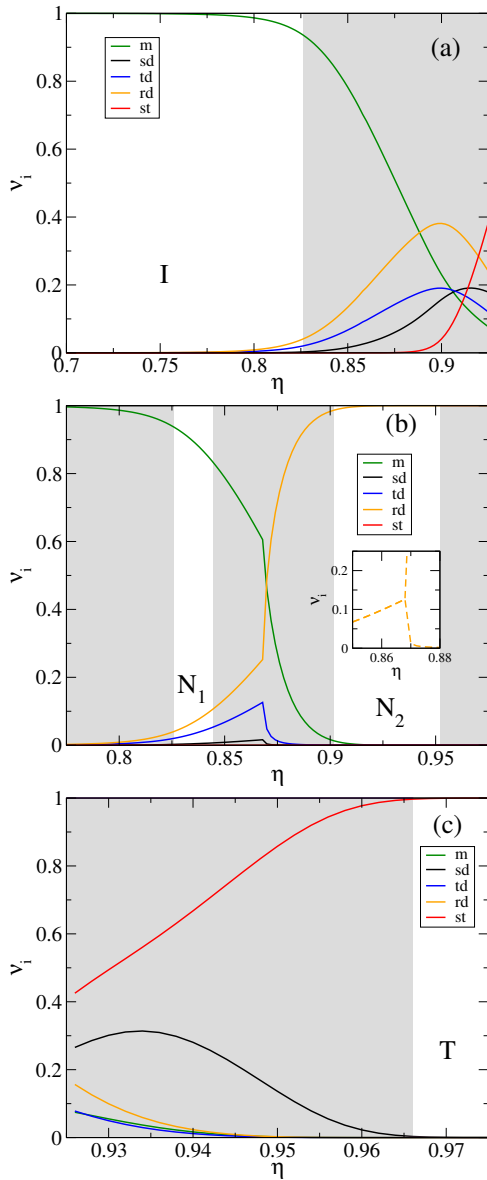 1
0.8
0.6
0.4
0.2
0
ν_i
m
sd
td
rd
st
(a)
I
0.7 0.75 0.8 0.85 0.9
η
1
0.8
0.6
0.4
0.2
0
ν_i
(b)
m
sd
td
rd
st
0.2
0.1
0
ν_i
0.86 0.88
η
N_1
N_2
0.8 0.85 0.9 0.95
η
1
0.8
0.6
0.4
0.2
0
ν_i
(c)
m
sd
td
rd
st
T
0.93 0.94 0.95 0.96 0.97
η